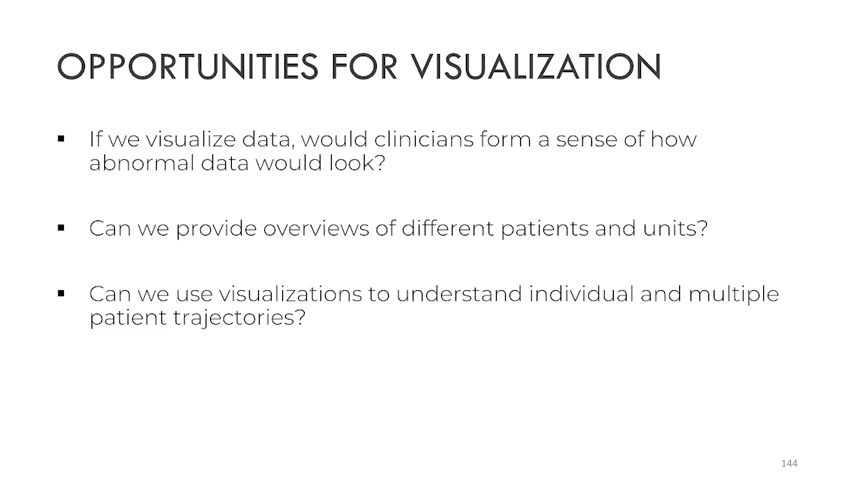 OPPORTUNITIES FOR VISUALIZATION
▪ If we visualize data, would clinicians form a sense of how
abnormal data would look?
▪ Can we provide overviews of different patients and units?
▪ Can we use visualizations to understand individual and multiple
patient trajectories?
144